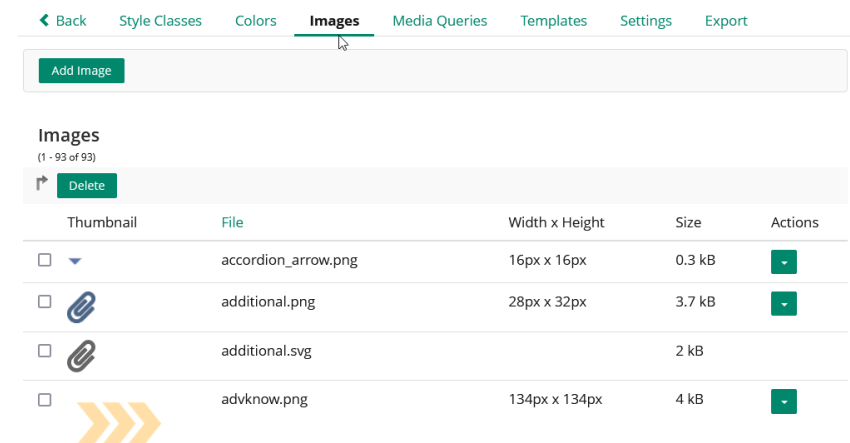 Back Style Classes Colors Images Media Queries Templates Settings Export
Add Image
Images
(1 - 93 of 93)
Delete
Thumbnail File Width x Height Size Actions
accordion_arrow.png 16px x 16px 0.3 kB
additional.png 28px x 32px 3.7 kB
additional.svg 2 kB
advknow.png 134px x 134px 4 kB